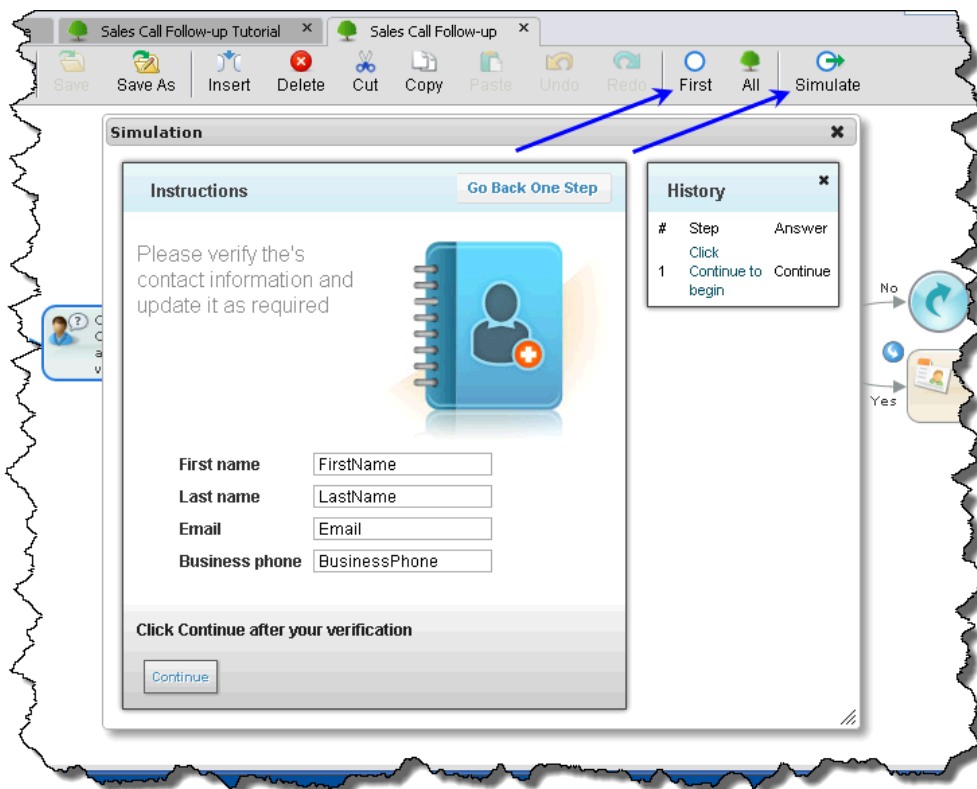 Sales Call Follow-up Tutorial
Sales Call Follow-up
Save Save As Insert Delete Cut Copy Paste Undo Redo First All Simulate
Simulation
Instructions
Go Back One Step
Please verify the's
contact information and
update it as required
First name FirstName
Last name LastName
Email Email
Business phone BusinessPhone
Click Continue after your verification
Continue
History
# Step Answer
1 Click
Continue to Continue
begin
No
Yes